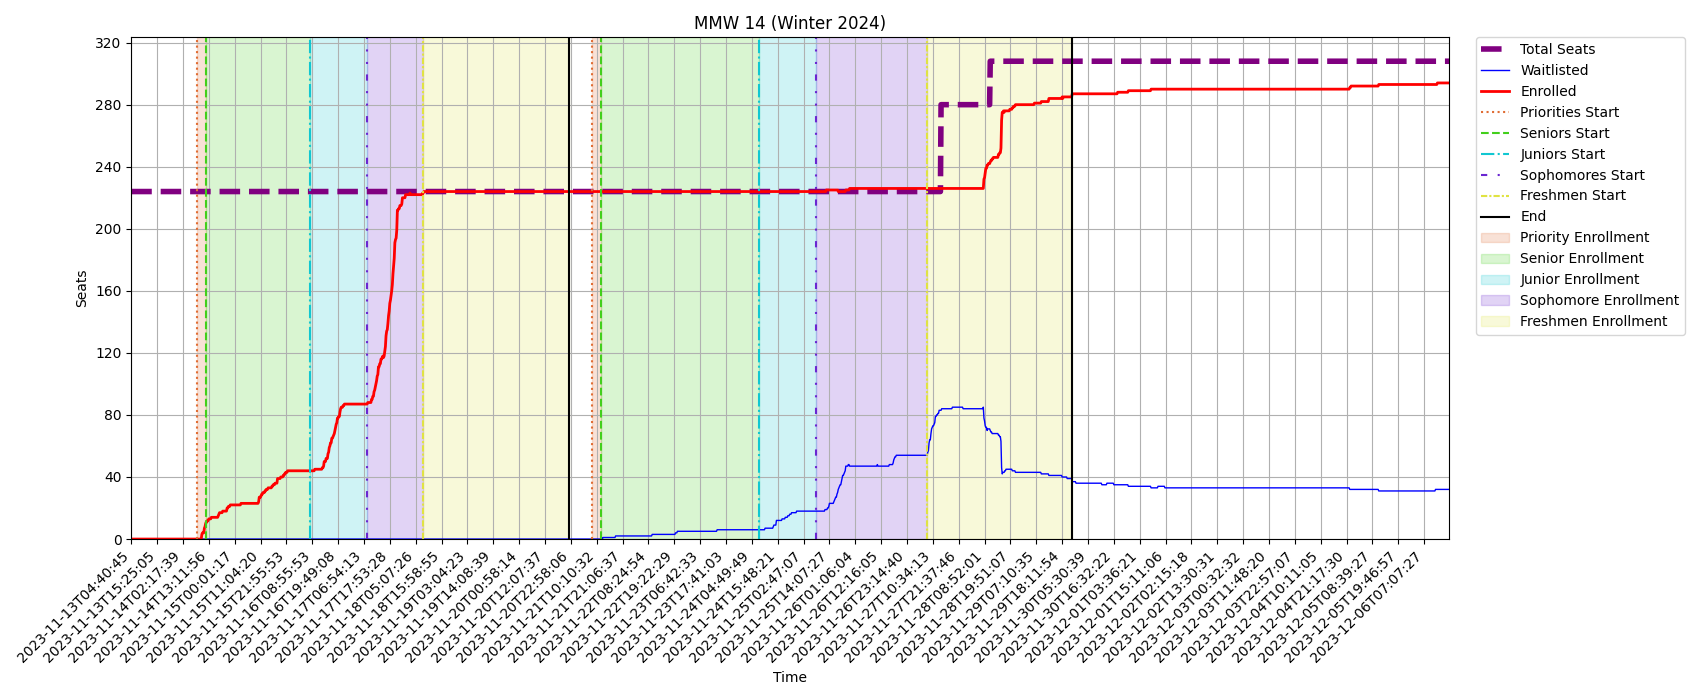 MMW 14 (Winter 2024)
320
280
240
200
160
120
80
40
0
Seats
2023-11-13T04:40:45
2023-11-13T15:25:05
2023-11-14T02:17:39
2023-11-14T13:11:56
2023-11-15T00:01:17
2023-11-15T11:04:20
2023-11-15T21:55:53
2023-11-16T08:55:53
2023-11-16T19:49:08
2023-11-17T06:54:13
2023-11-17T17:53:28
2023-11-18T05:07:26
2023-11-18T15:58:55
2023-11-19T03:04:23
2023-11-19T14:08:39
2023-11-20T00:58:14
2023-11-20T12:07:37
2023-11-20T22:58:06
2023-11-21T10:10:32
2023-11-21T21:06:37
2023-11-22T08:24:54
2023-11-22T19:22:29
2023-11-23T06:42:33
2023-11-23T17:41:03
2023-11-24T04:49:49
2023-11-24T15:48:21
2023-11-25T02:47:07
2023-11-25T14:07:27
2023-11-26T01:06:04
2023-11-26T12:16:05
2023-11-26T23:14:40
2023-11-27T10:34:13
2023-11-27T21:37:46
2023-11-28T08:52:01
2023-11-28T19:51:07
2023-11-29T07:10:35
2023-11-29T18:11:54
2023-11-30T05:30:39
2023-11-30T16:32:22
2023-12-01T03:36:21
2023-12-01T15:11:06
2023-12-02T02:15:18
2023-12-02T13:30:31
2023-12-03T00:32:32
2023-12-03T11:48:20
2023-12-03T22:57:07
2023-12-04T10:11:05
2023-12-04T21:17:30
2023-12-05T08:39:27
2023-12-05T19:46:57
2023-12-06T07:07:27
Time
Total Seats
Waitlisted
Enrolled
Priorities Start
Seniors Start
Juniors Start
Sophomores Start
Freshmen Start
End
Priority Enrollment
Senior Enrollment
Junior Enrollment
Sophomore Enrollment
Freshmen Enrollment